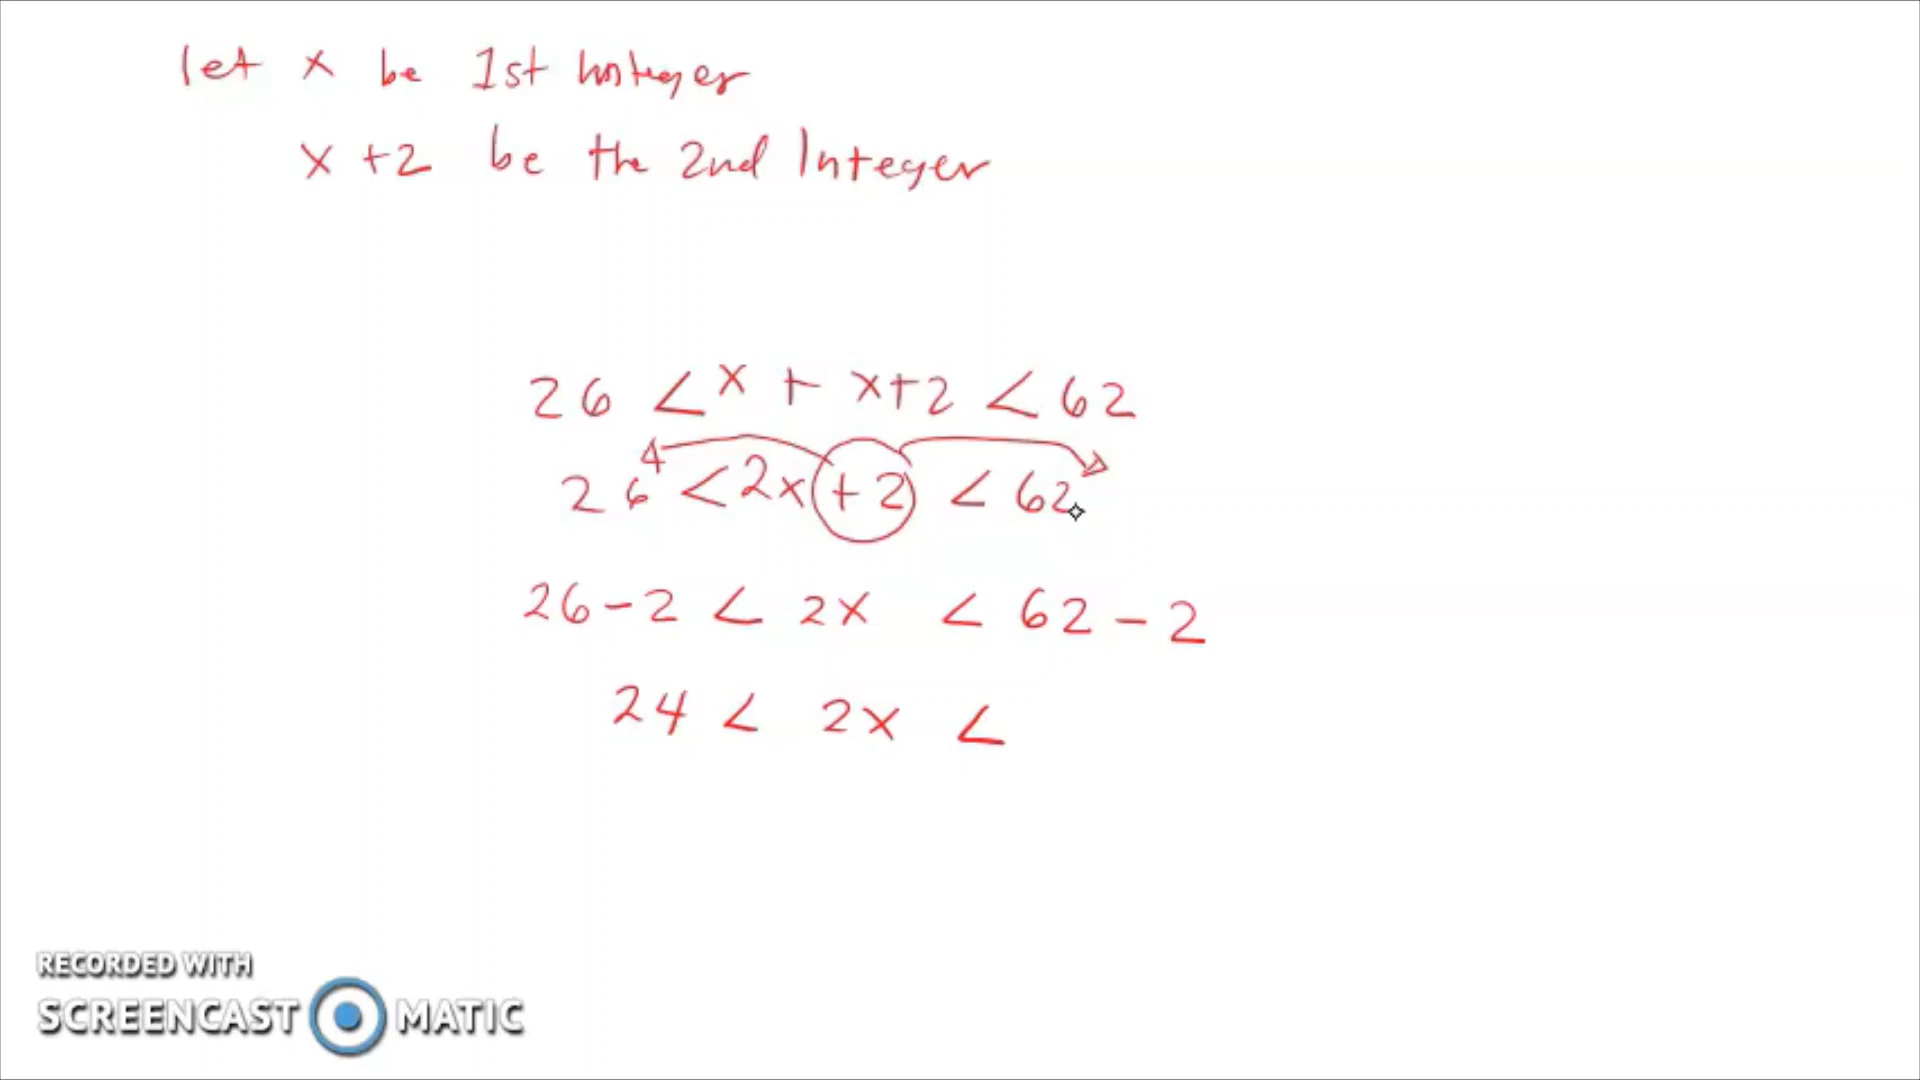 let x be 1st Integer
x +2 be the 2nd Integer
26 < x + x+2 < 62
26 < 2x +2 < 62
26 - 2 < 2x < 62 - 2
24 < 2x <
RECORDED WITH
SCREENCAST MATIC